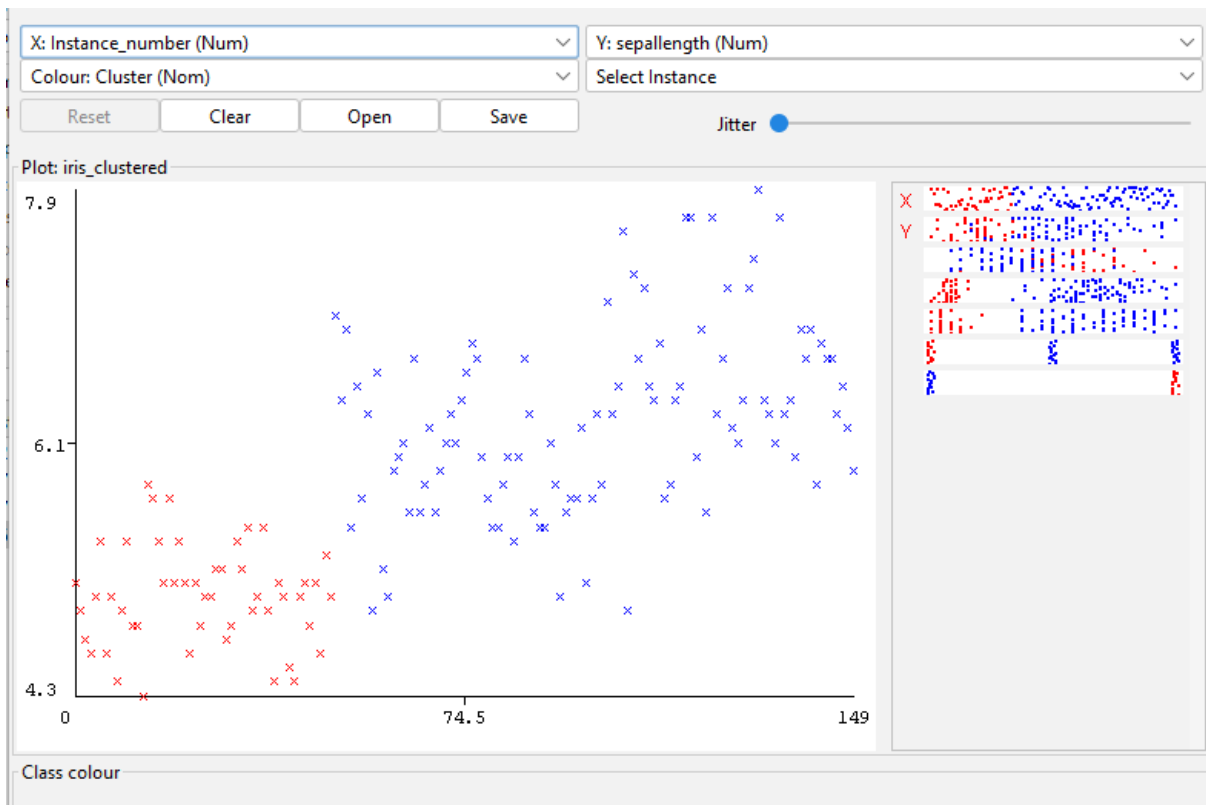 X: Instance_number (Num) Y: sepallength (Num)
Colour: Cluster (Nom) Select Instance
Reset Clear Open Save Jitter
Plot: iris_clustered
7.9
6.1
4.3
0 74.5 149
X
Y
Class colour